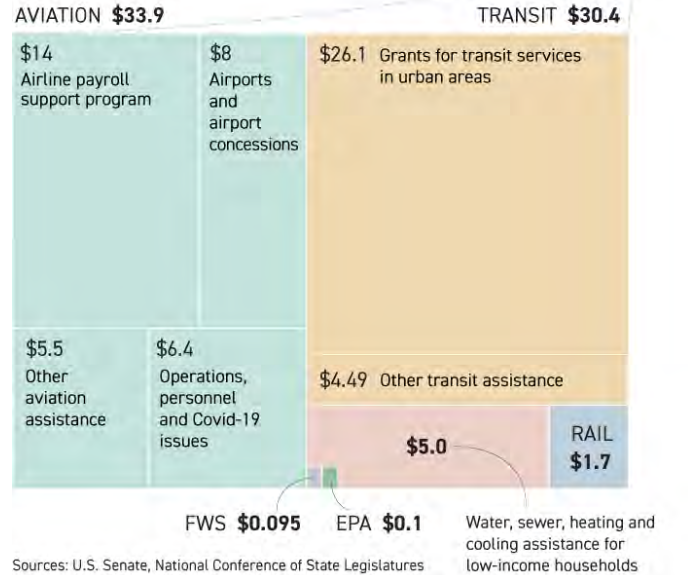 AVIATION $33.9
TRANSIT $30.4
$14
Airline payroll
support program
$8
Airports
and
airport
concessions
$26.1 Grants for transit services
in urban areas
$5.5
Other
aviation
assistance
$6.4
Operations,
personnel
and Covid-19
issues
$4.49 Other transit assistance
$5.0
RAIL
$1.7
FWS $0.095
EPA $0.1
Water, sewer, heating and
cooling assistance for
low-income households
Sources: U.S. Senate, National Conference of State Legislatures